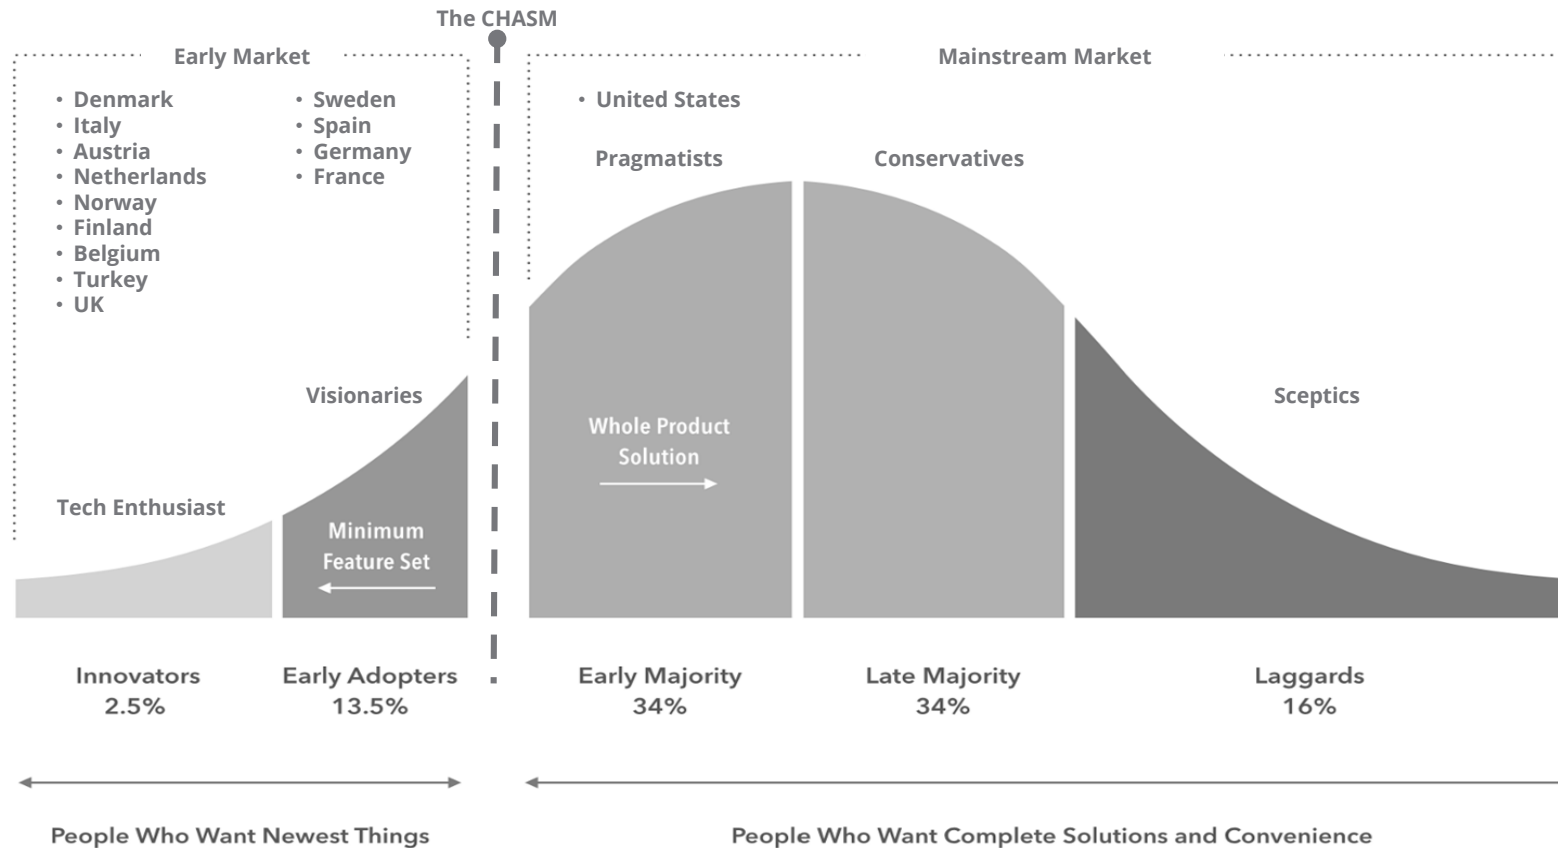 The CHASM
Early Market
Mainstream Market
• Denmark
• Italy
• Austria
• Netherlands
• Norway
• Finland
• Belgium
• Turkey
• UK
• Sweden
• Spain
• Germany
• France
• United States
Pragmatists
Conservatives
Visionaries
Sceptics
Tech Enthusiast
Minimum
Feature Set
Whole Product
Solution
Innovators
2.5%
Early Adopters
13.5%
Early Majority
34%
Late Majority
34%
Laggards
16%
People Who Want Newest Things
People Who Want Complete Solutions and Convenience